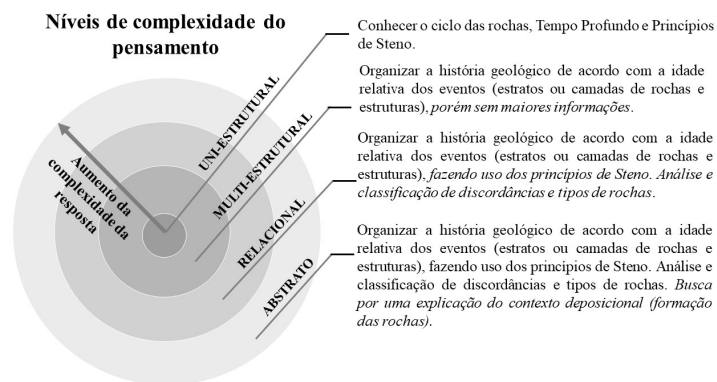 Níveis de complexidade do
pensamento
Aumento da
complexidade da
resposta
UNI-ESTRUTURAL
MULTI-ESTRUTURAL
RELACIONAL
ABSTRATO
Conhecer o ciclo das rochas, Tempo Profundo e Princípios
de Steno.
Organizar a história geológico de acordo com a idade
relativa dos eventos (estratos ou camadas de rochas e
estruturas), porém sem maiores informações.
Organizar a história geológico de acordo com a idade
relativa dos eventos (estratos ou camadas de rochas e
estruturas), fazendo uso dos princípios de Steno. Análise e
classificação de discordâncias e tipos de rochas.
Organizar a história geológico de acordo com a idade
relativa dos eventos (estratos ou camadas de rochas e
estruturas), fazendo uso dos princípios de Steno. Análise e
classificação de discordâncias e tipos de rochas. Busca
por uma explicação do contexto deposicional (formação
das rochas).